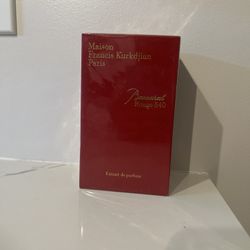 Maison
Francis Kurkdjian
Paris
Baccarat
Rouge 540
Extrait de parfum